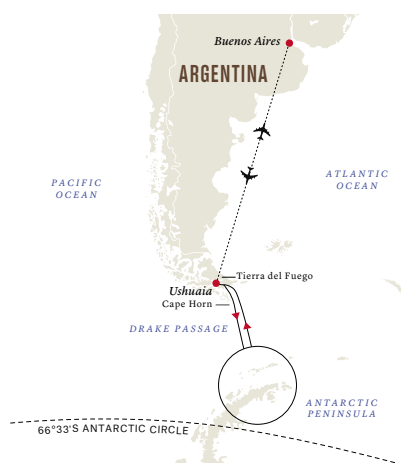 Buenos Aires
ARGENTINA
PACIFIC
OCEAN
ATLANTIC
OCEAN
Tierra del Fuego
Ushuaia
Cape Horn
DRAKE PASSAGE
ANTARCTIC
PENINSULA
66°33'S ANTARCTIC CIRCLE